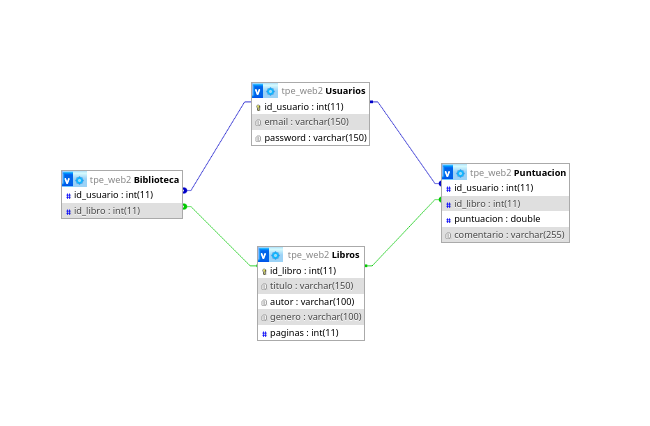 tpe_web2 Usuarios
id_usuario : int(11)
email : varchar(150)
password : varchar(150)
tpe_web2 Biblioteca
id_usuario : int(11)
id_libro : int(11)
tpe_web2 Puntuacion
id_usuario : int(11)
id_libro : int(11)
puntuacion : double
comentario : varchar(255)
tpe_web2 Libros
id_libro : int(11)
titulo : varchar(150)
autor : varchar(100)
genero : varchar(100)
paginas : int(11)